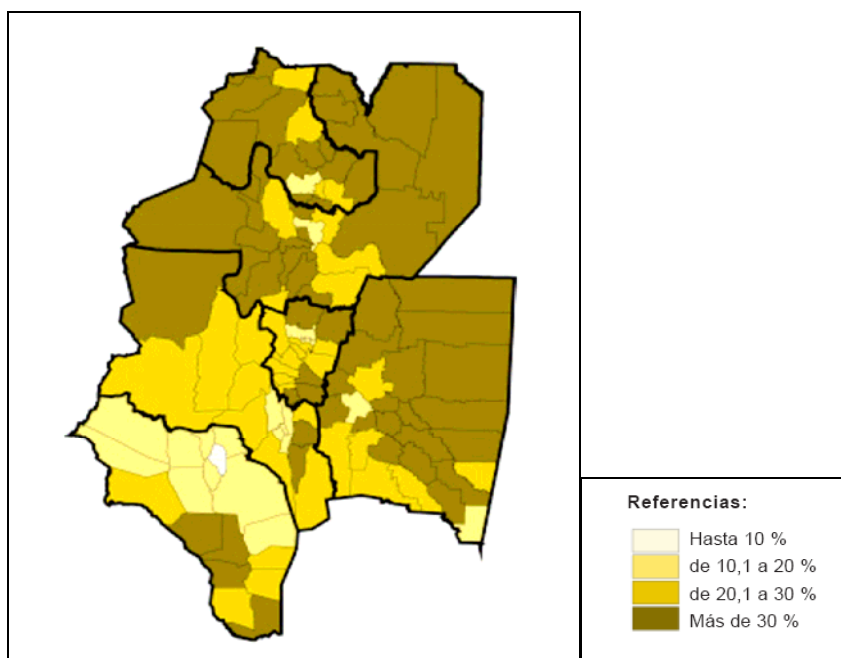 Referencias:
Hasta 10 %
de 10,1 a 20 %
de 20,1 a 30 %
Más de 30 %